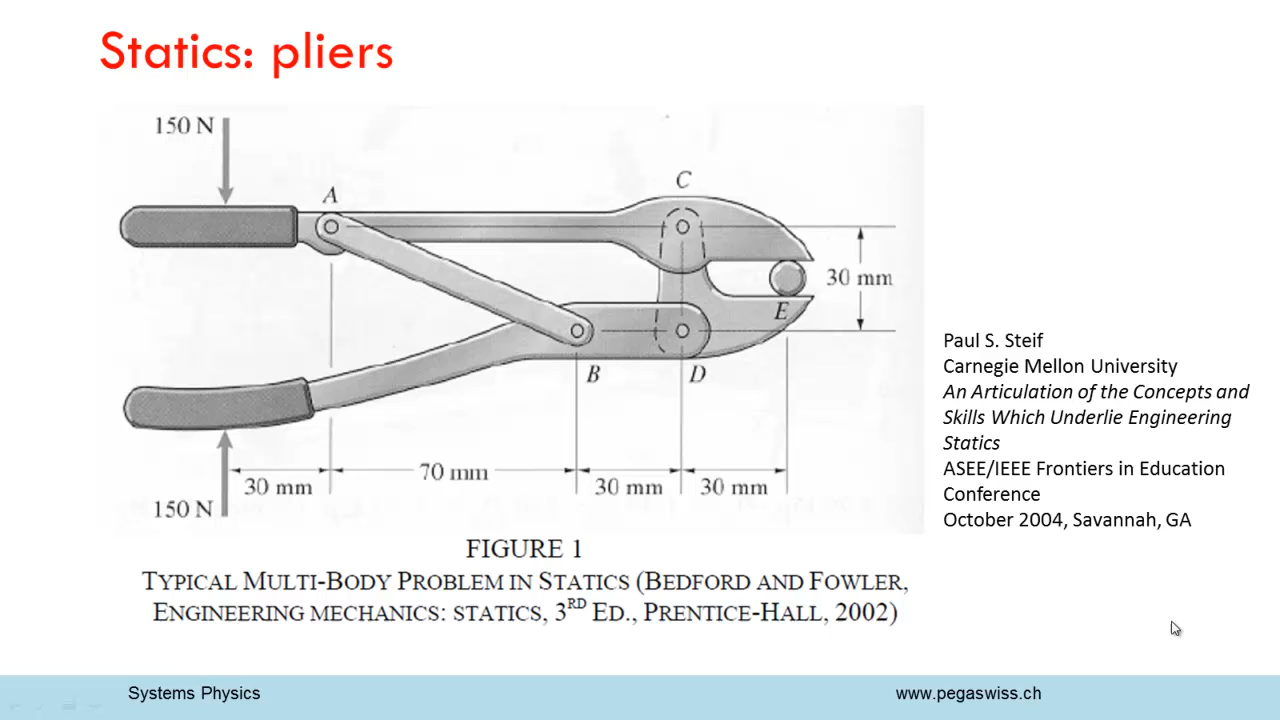 Statics: pliers
150 N
A
C
30 mm
E
B
D
70 mm
30 mm
30 mm
30 mm
150 N
Paul S. Steif
Carnegie Mellon University
An Articulation of the Concepts and
Skills Which Underlie Engineering
Statics
ASEE/IEEE Frontiers in Education
Conference
October 2004, Savannah, GA
FIGURE 1
TYPICAL MULTI-BODY PROBLEM IN STATICS (BEDFORD AND FOWLER,
ENGINEERING MECHANICS: STATICS, 3RD ED., PRENTICE-HALL, 2002)
Systems Physics
www.pegaswiss.ch